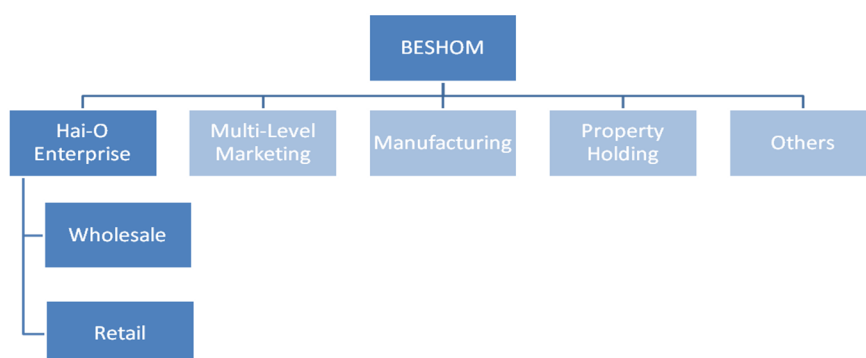 BESHOM
Hai-O
Enterprise
Multi-Level
Marketing
Manufacturing
Property
Holding
Others
Wholesale
Retail